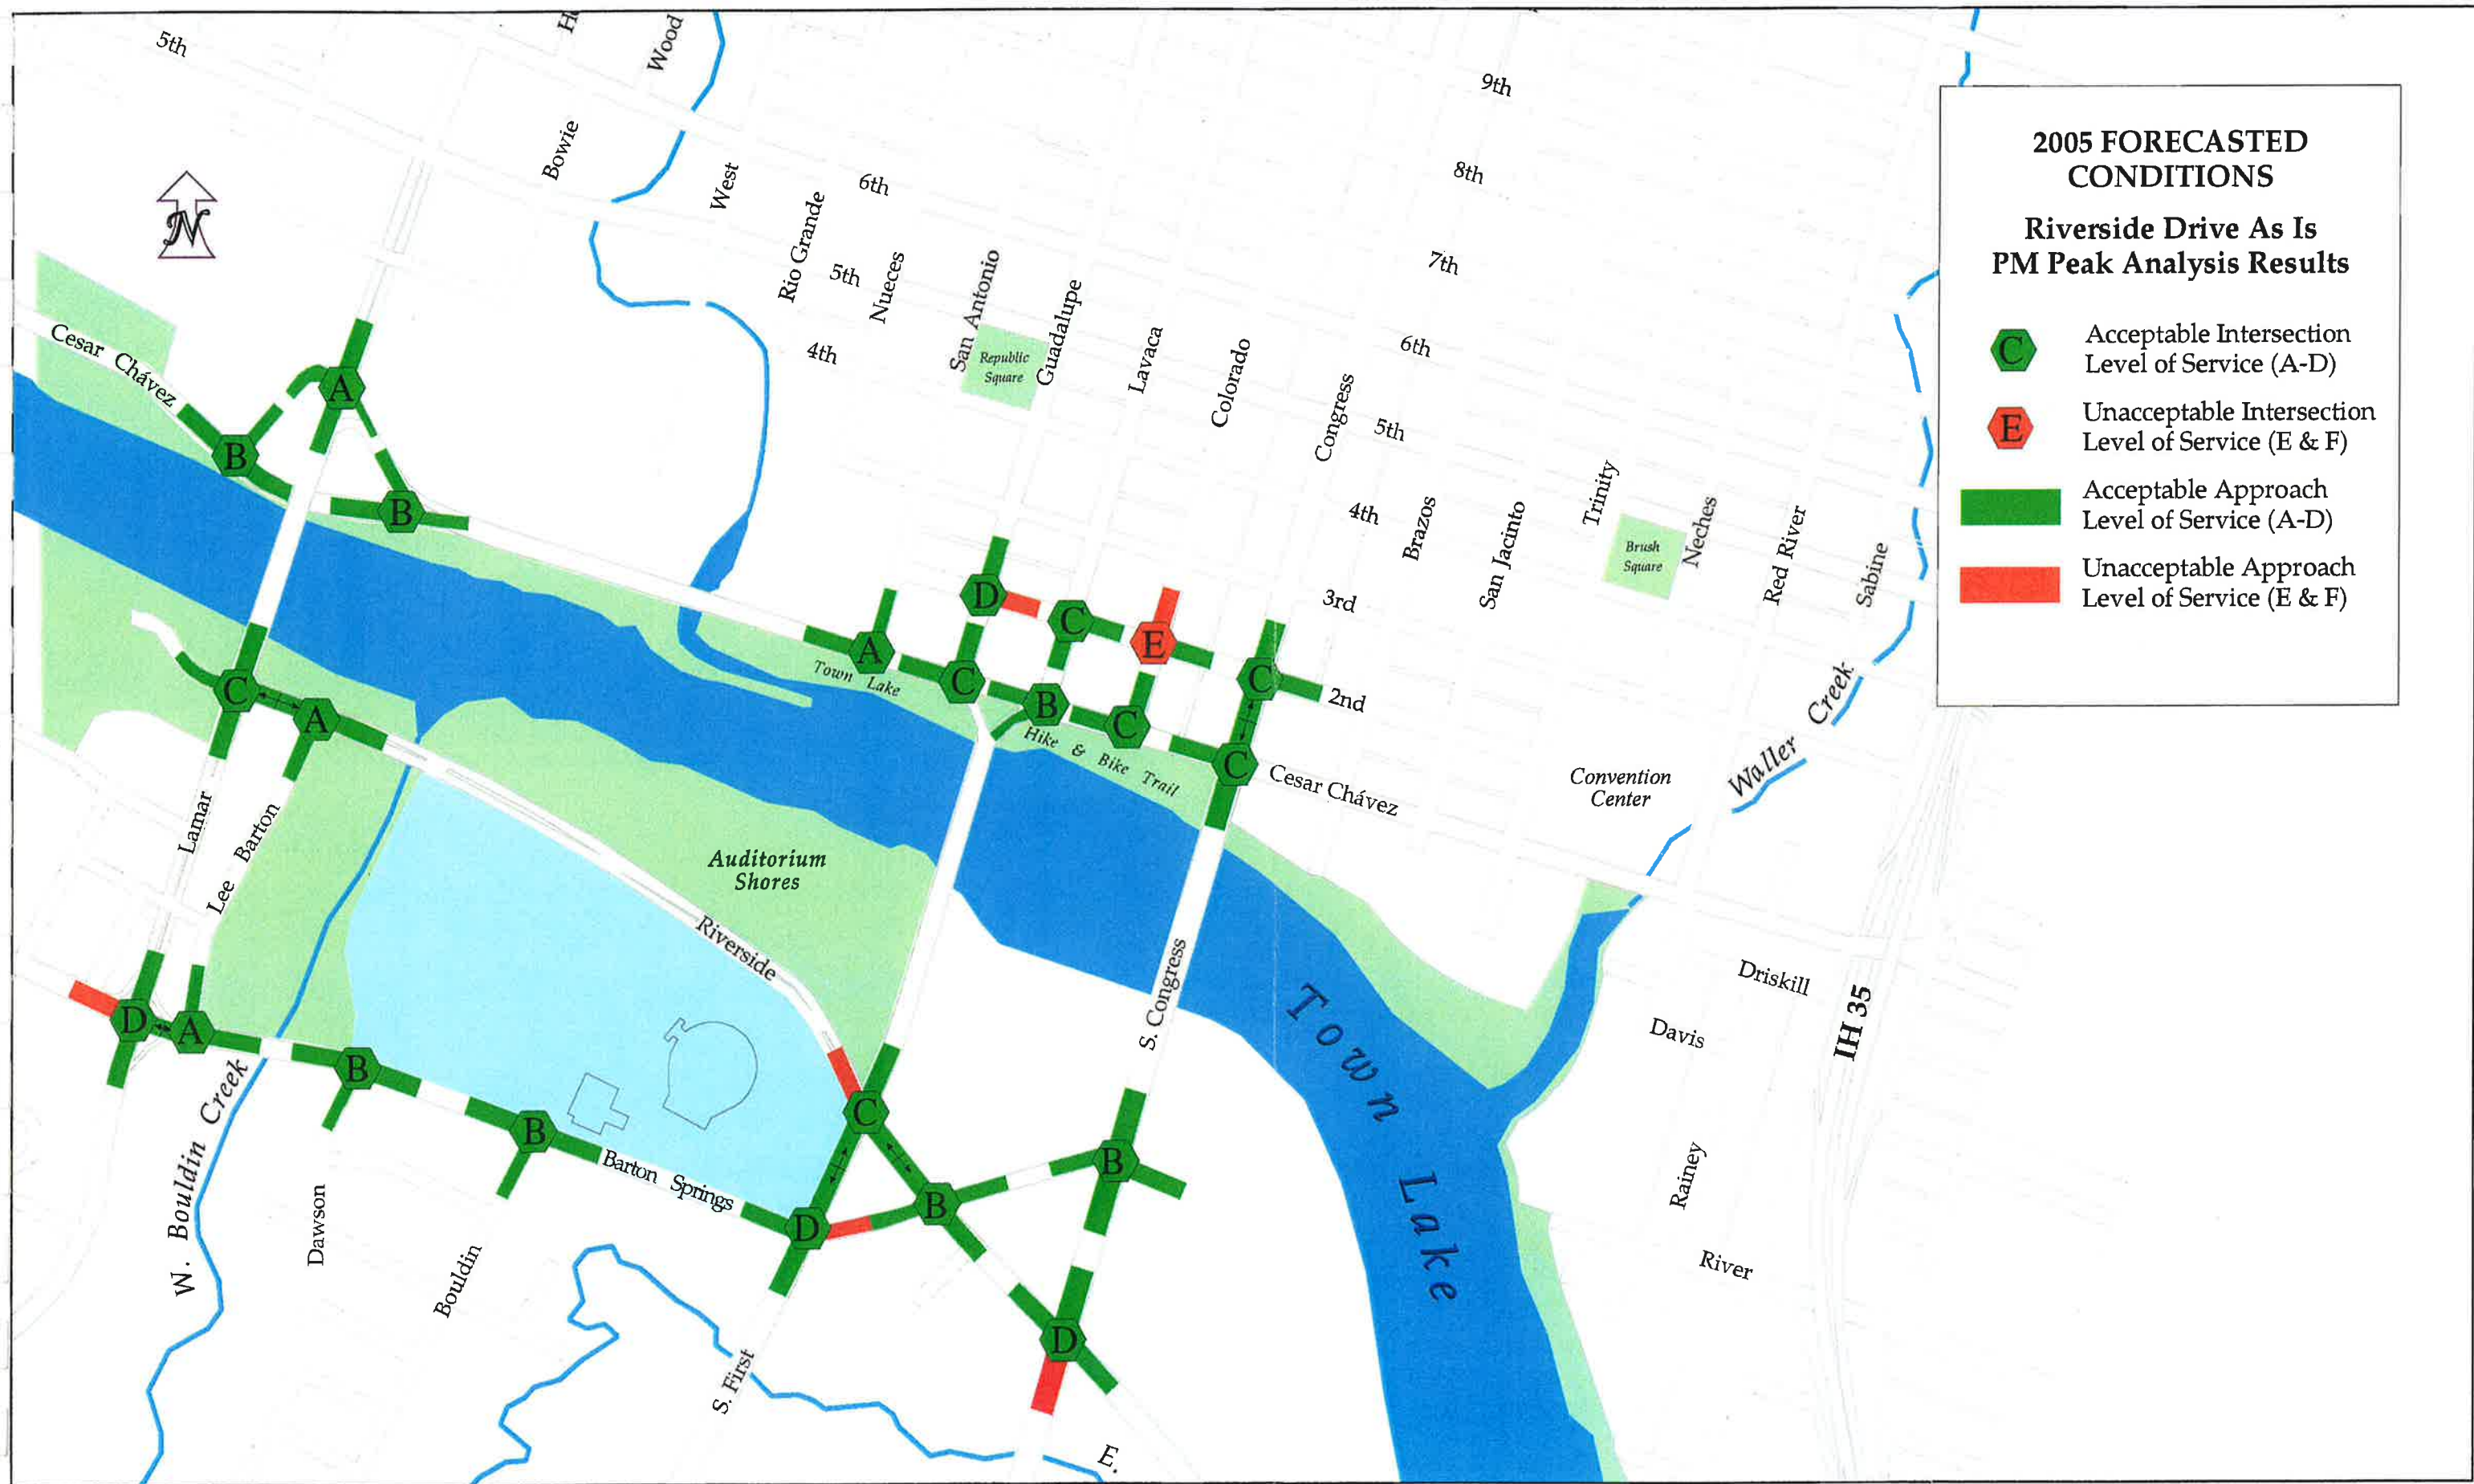 5th
Wood
9th
Bowie
8th
West
6th
Rio Grande
7th
5th
Nueces
San Antonio
Guadalupe
4th
Republic
Square
Lavaca
Colorado
6th
Congress
5th
Cesar Chávez
N
A
B
B
4th
Brazos
San Jacinto
Trinity
Brush
Square
Neches
Red River
Sabine
3rd
D
C
E
A
C
C
2nd
B
C
C
Town Lake
Hike & Bike Trail
Cesar Chávez
Convention
Center
Waller Creek
C
A
Lamar
Lee Barton
Auditorium
Shores
Riverside
S. Congress
Driskill
Davis
IH 35
Town Lake
D
A
B
B
W. Bouldin Creek
Dawson
Bouldin
Barton Springs
C
D
B
B
D
Rainey
River
S. First
E.
2005 FORECASTED
CONDITIONS
Riverside Drive As Is
PM Peak Analysis Results
C
Acceptable Intersection
Level of Service (A-D)
E
Unacceptable Intersection
Level of Service (E & F)
Acceptable Approach
Level of Service (A-D)
Unacceptable Approach
Level of Service (E & F)